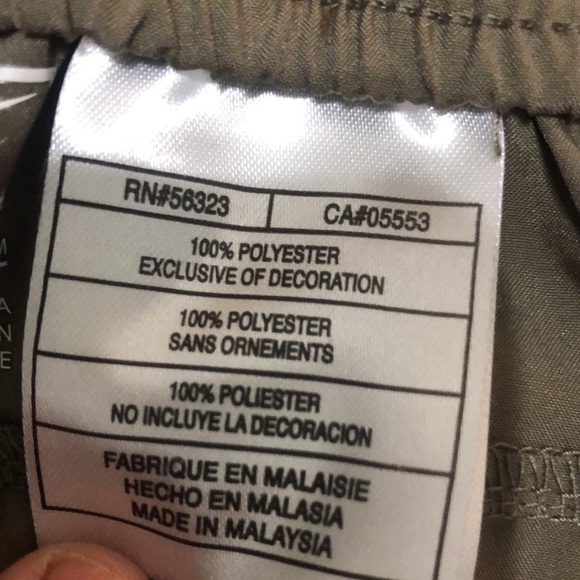 RN#56323 CA#05553
100% POLYESTER
EXCLUSIVE OF DECORATION
100% POLYESTER
SANS ORNEMENTS
100% POLIESTER
NO INCLUYE LA DECORACION
FABRIQUE EN MALAISIE
HECHO EN MALASIA
MADE IN MALAYSIA
M
A
N
E